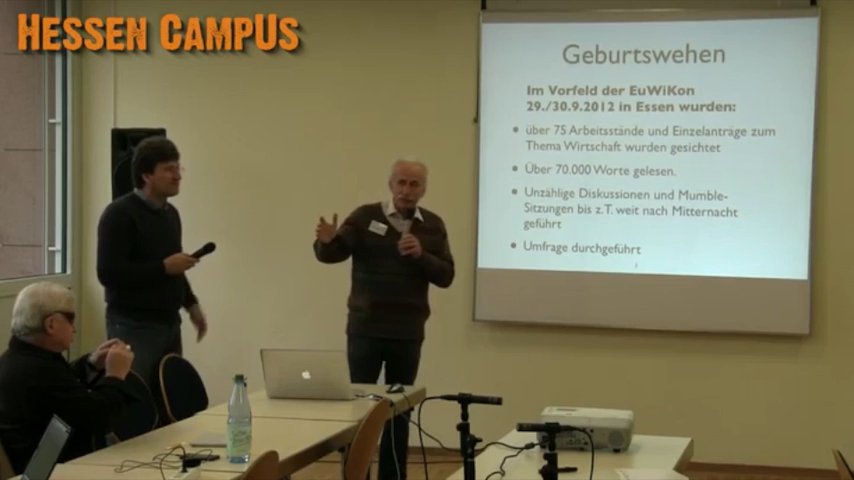 HESSEN CAMPUS
Geburtswehen
Im Vorfeld der EuWiKon
29./30.9.2012 in Essen wurden:
• über 75 Arbeitsstände und Einzelanträge zum
Thema Wirtschaft wurden gesichtet
• Über 70.000 Worte gelesen.
• Unzählige Diskussionen und Mumble-
Sitzungen bis z.T. weit nach Mitternacht
geführt
• Umfrage durchgeführt